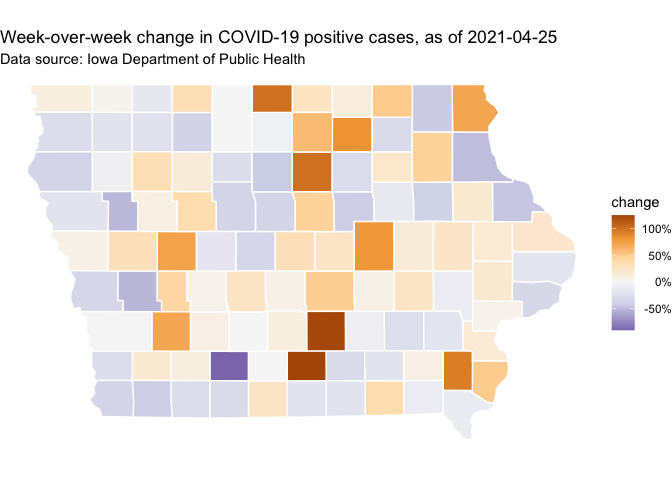 Week-over-week change in COVID-19 positive cases, as of 2021-04-25
Data source: Iowa Department of Public Health
change
100%
50%
0%
-50%